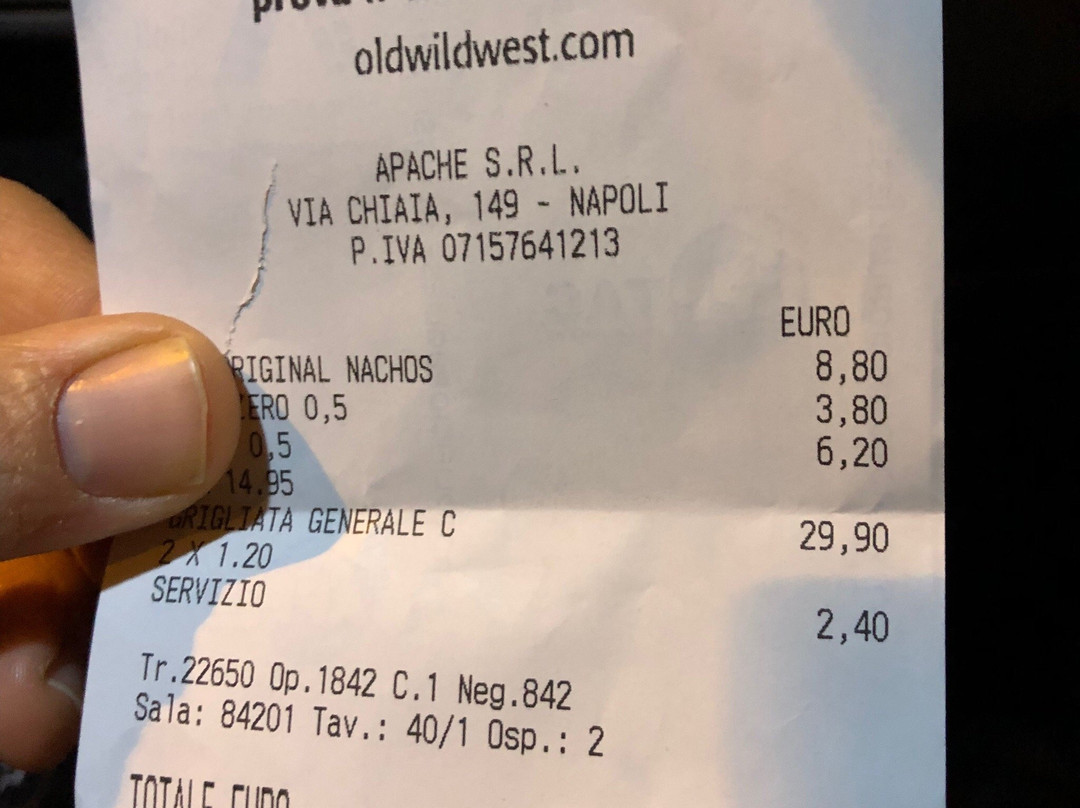 oldwildwest.com
APACHE S.R.L.
VIA CHIAIA, 149 - NAPOLI
P.IVA 07157641213
EURO
RIGINAL NACHOS 8,80
ERO 0,5 3,80
0,5 6,20
14.95
GRIGLIATA GENERALE C 29,90
2 X 1.20
SERVIZIO 2,40
Tr.22650 Op.1842 C.1 Neg.842
Sala: 84201 Tav.: 40/1 Osp.: 2
TOTALE EURO